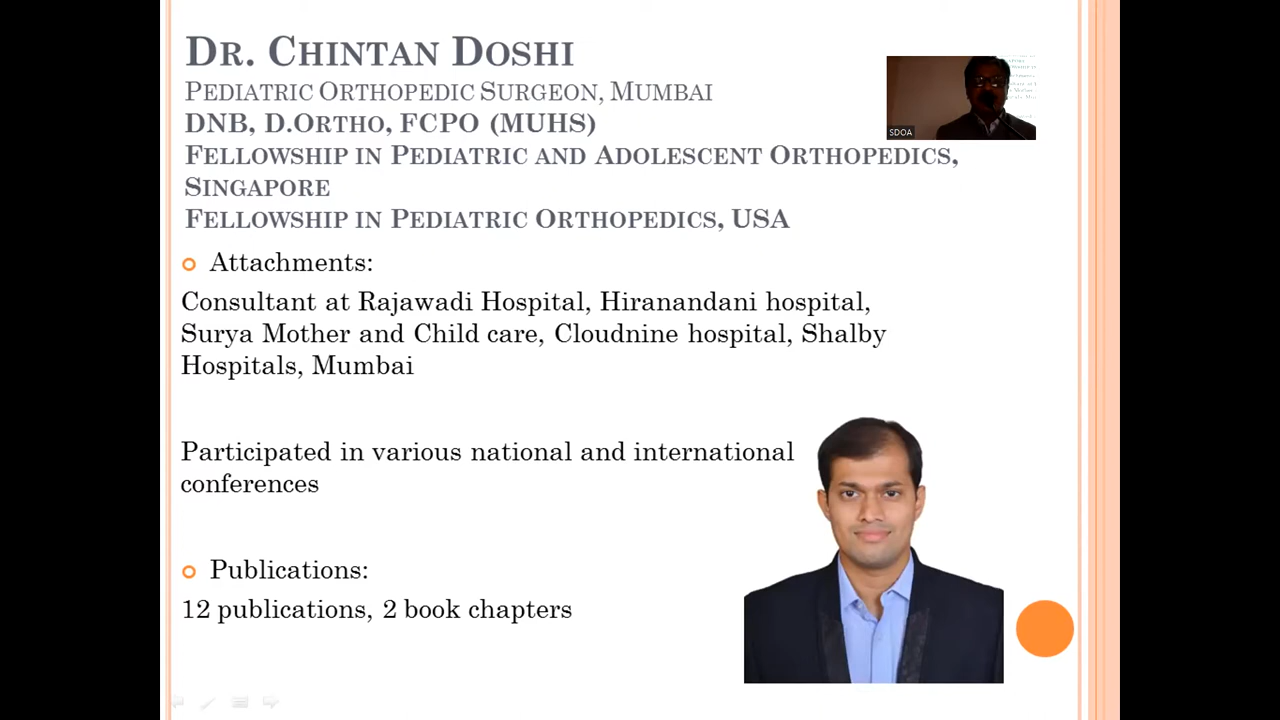 DR. CHINTAN DOSHI
PEDIATRIC ORTHOPEDIC SURGEON, MUMBAI
DNB, D.ORTHO, FCPO (MUHS)
FELLOWSHIP IN PEDIATRIC AND ADOLESCENT ORTHOPEDICS,
SINGAPORE
FELLOWSHIP IN PEDIATRIC ORTHOPEDICS, USA
SDOA
Attachments:
Consultant at Rajawadi Hospital, Hiranandani hospital,
Surya Mother and Child care, Cloudnine hospital, Shalby
Hospitals, Mumbai
Participated in various national and international
conferences
Publications:
12 publications, 2 book chapters